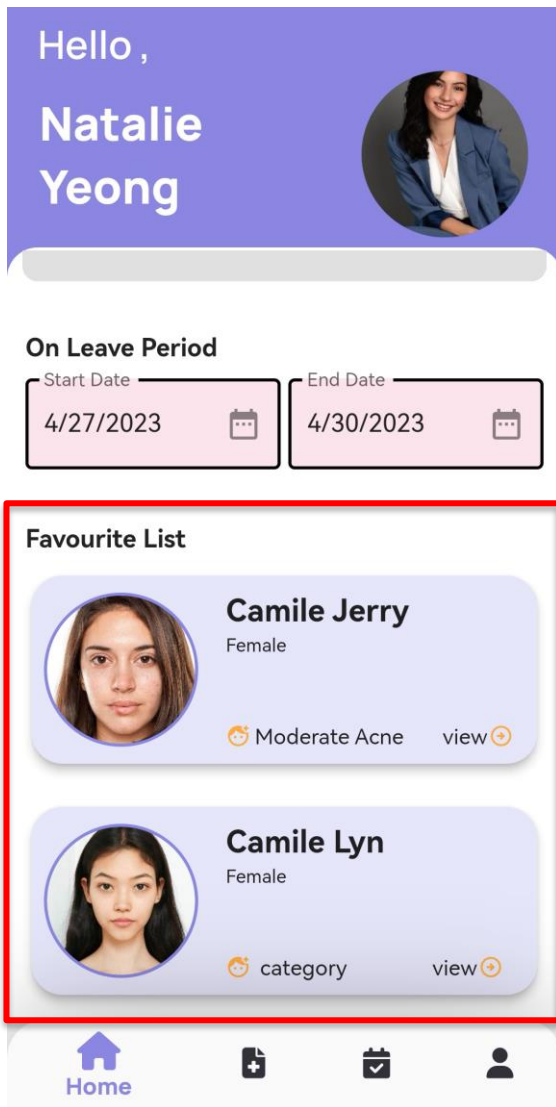 Hello ,
Natalie
Yeong
On Leave Period
Start Date
End Date
4/27/2023
4/30/2023
Favourite List
Camile Jerry
Female
Moderate Acne
view
Camile Lyn
Female
category
view
Home